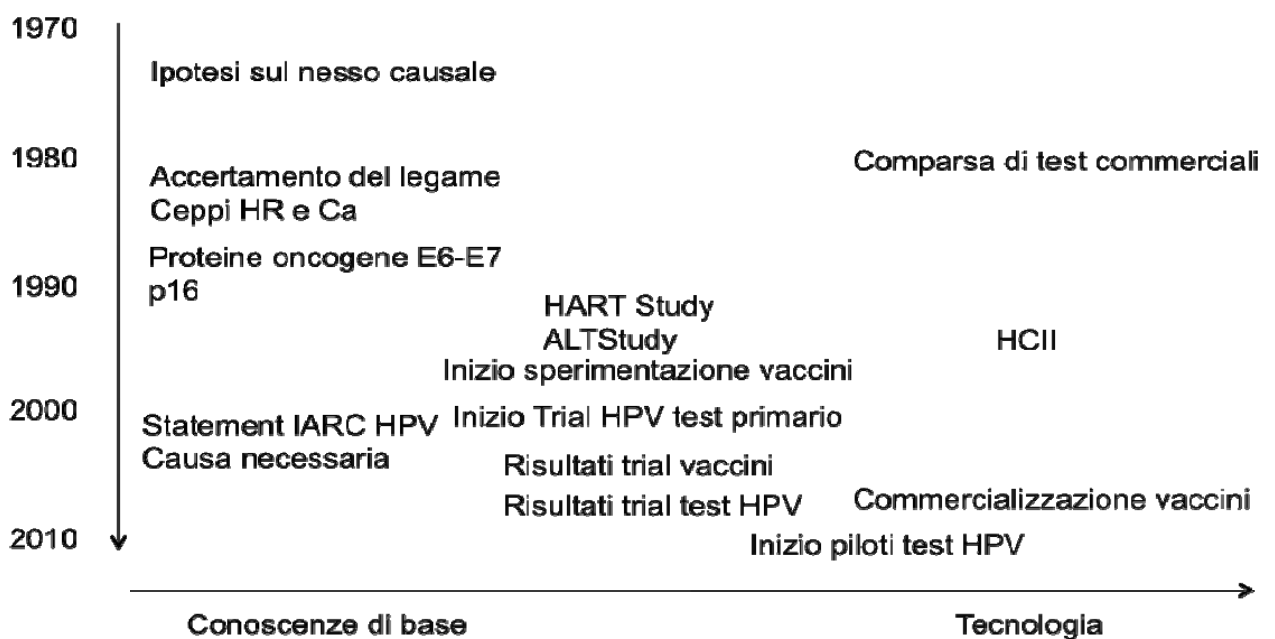 1970
Ipotesi sul nesso causale
1980
Comparsa di test commerciali
Accertamento del legame
Ceppi HR e Ca
Proteine oncogene E6-E7
1990
p16
HART Study
ALTStudy
HCII
Inizio sperimentazione vaccini
2000
Statement IARC HPV
Inizio Trial HPV test primario
Causa necessaria
Risultati trial vaccini
Risultati trial test HPV
Commercializzazione vaccini
2010
Inizio piloti test HPV
Conoscenze di base
Tecnologia